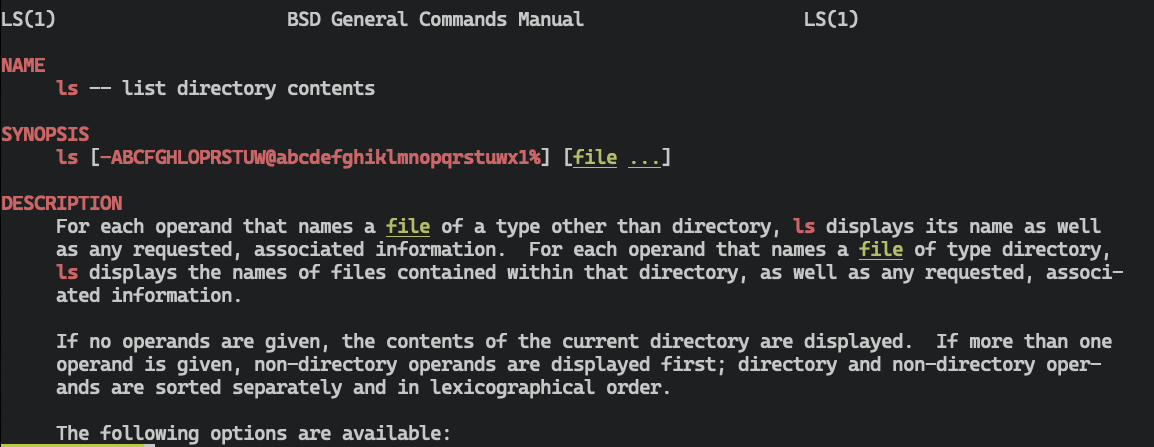 LS(1)                     BSD General Commands Manual                    LS(1)
NAME
ls -- list directory contents
SYNOPSIS
ls [-ABCFGHLOPRSTUW@abcdefghiklmnopqrstuwx1%] [file ...]
DESCRIPTION
For each operand that names a file of a type other than directory, ls displays its name as well
as any requested, associated information.  For each operand that names a file of type directory,
ls displays the names of files contained within that directory, as well as any requested, associ-
ated information.
If no operands are given, the contents of the current directory are displayed.  If more than one
operand is given, non-directory operands are displayed first; directory and non-directory oper-
ands are sorted separately and in lexicographical order.
The following options are available: